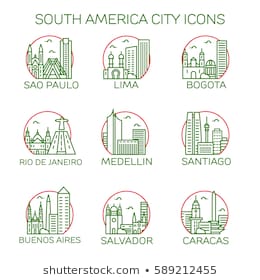 SOUTH AMERICA CITY ICONS
SAO PAULO LIMA BOGOTA
RIO DE JANEIRO MEDELLIN SANTIAGO
BUENOS AIRES SALVADOR CARACAS
shutterstock.com • 589212455